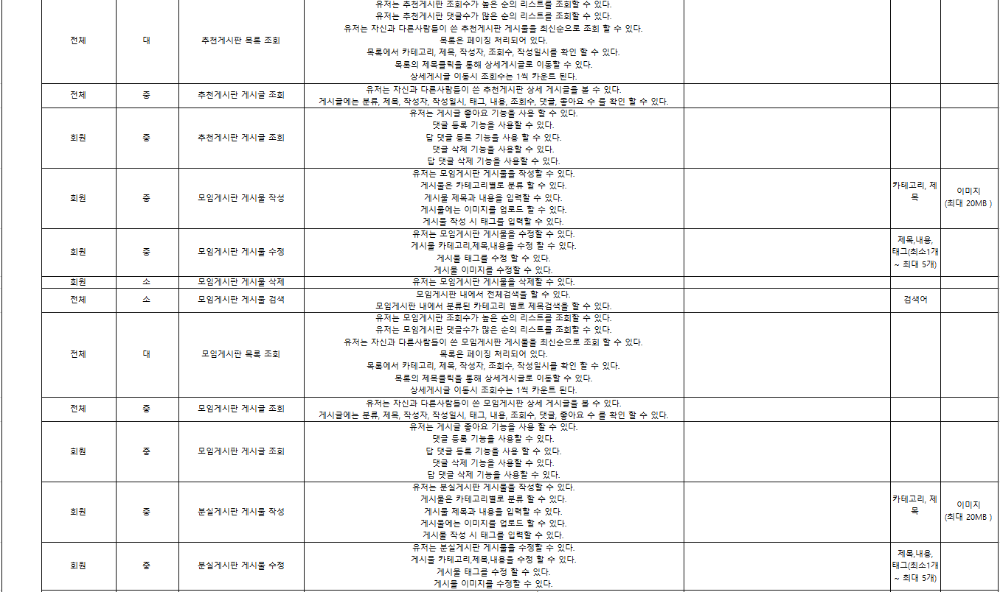 유저는 추천게시판 조회수가 높은 순의 리스트를 조회할 수 있다.
유저는 추천게시판 댓글수가 많은 순의 리스트를 조회할 수 있다.
유저는 자신과 다른사람들이 쓴 추천게시판 게시물을 최신순으로 조회 할 수 있다.
전체 대 추천게시판 목록 조회 목록은 페이징 처리되어 있다.
목록에서 카테고리, 제목, 작성자, 조회수, 작성일시를 확인 할 수 있다.
목록의 제목클릭을 통해 상세게시글로 이동할 수 있다.
상세게시글 이동시 조회수는 1씩 카운트 된다.
전체 중 추천게시판 게시글 조회 유저는 자신과 다른사람들이 쓴 추천게시판 상세 게시글을 볼 수 있다.
게시글에는 분류, 제목, 작성자, 작성일시, 태그, 내용, 조회수, 댓글, 좋아요 수 를 확인 할 수 있다.
유저는 게시글 좋아요 기능을 사용 할 수 있다.
댓글 등록 기능을 사용할 수 있다.
회원 중 추천게시판 게시글 조회 답 댓글 등록 기능을 사용 할 수 있다.
댓글 삭제 기능을 사용할 수 있다.
답 댓글 삭제 기능을 사용할 수 있다.
유저는 모임게시판 게시물을 작성할 수 있다.
게시물은 카테고리별로 분류 할 수 있다.
회원 중 모임게시판 게시물 작성 게시물 제목과 내용을 입력할 수 있다. 카테고리, 제목 이미지
(최대 20MB )
게시물에는 이미지를 업로드 할 수 있다.
게시물 작성 시 태그를 입력할 수 있다.
유저는 모임게시판 게시물을 수정할 수 있다.
게시물 카테고리,제목,내용을 수정 할 수 있다.
회원 중 모임게시판 게시물 수정 게시물 태그를 수정 할 수 있다. 제목,내용,
태그(최소1개
~ 최대 5개)
게시물 이미지를 수정할 수 있다.
회원 소 모임게시판 게시물 삭제 유저는 모임게시판 게시물을 삭제할 수 있다.
전체 소 모임게시판 게시물 검색 모임게시판 내에서 전체검색을 할 수 있다. 검색어
모임게시판 내에서 분류된 카테고리 별로 제목검색을 할 수 있다.
유저는 모임게시판 조회수가 높은 순의 리스트를 조회할 수 있다.
유저는 모임게시판 댓글수가 많은 순의 리스트를 조회할 수 있다.
유저는 자신과 다른사람들이 쓴 모임게시판 게시물을 최신순으로 조회 할 수 있다.
전체 대 모임게시판 목록 조회 목록은 페이징 처리되어 있다.
목록에서 카테고리, 제목, 작성자, 조회수, 작성일시를 확인 할 수 있다.
목록의 제목클릭을 통해 상세게시글로 이동할 수 있다.
상세게시글 이동시 조회수는 1씩 카운트 된다.
전체 중 모임게시판 게시글 조회 유저는 자신과 다른사람들이 쓴 모임게시판 상세 게시글을 볼 수 있다.
게시글에는 분류, 제목, 작성자, 작성일시, 태그, 내용, 조회수, 댓글, 좋아요 수 를 확인 할 수 있다.
유저는 게시글 좋아요 기능을 사용 할 수 있다.
댓글 등록 기능을 사용할 수 있다.
회원 중 모임게시판 게시글 조회 답 댓글 등록 기능을 사용 할 수 있다.
댓글 삭제 기능을 사용할 수 있다.
답 댓글 삭제 기능을 사용할 수 있다.
유저는 분실게시판 게시물을 작성할 수 있다.
게시물은 카테고리별로 분류 할 수 있다.
회원 중 분실게시판 게시물 작성 게시물 제목과 내용을 입력할 수 있다. 카테고리, 제목 이미지
(최대 20MB )
게시물에는 이미지를 업로드 할 수 있다.
게시물 작성 시 태그를 입력할 수 있다.
유저는 분실게시판 게시물을 수정할 수 있다.
게시물 카테고리,제목,내용을 수정 할 수 있다.
회원 중 분실게시판 게시물 수정 게시물 태그를 수정 할 수 있다. 제목,내용,
태그(최소1개
~ 최대 5개)
게시물 이미지를 수정할 수 있다.